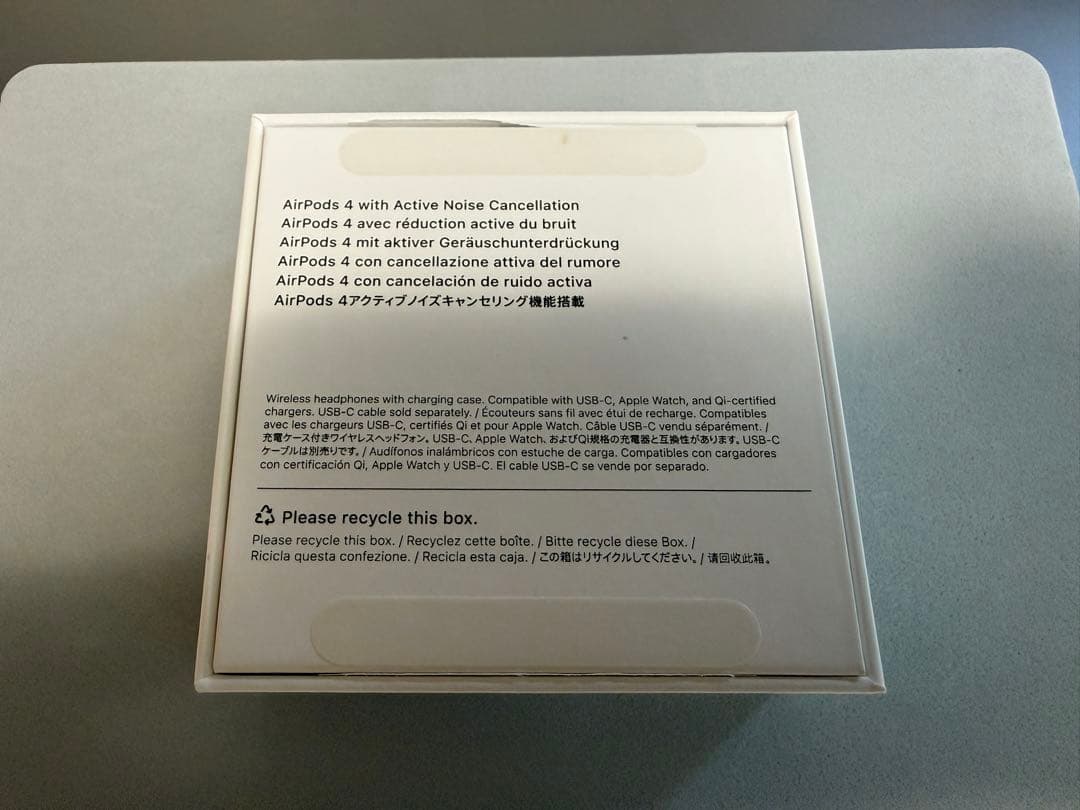 AirPods 4 with Active Noise Cancellation
AirPods 4 avec réduction active du bruit
AirPods 4 mit aktiver Geräuschunterdrückung
AirPods 4 con cancellazione attiva del rumore
AirPods 4 con cancelación de ruido activa
AirPods 4アクティブノイズキャンセリング機能搭載
Wireless headphones with charging case. Compatible with USB-C, Apple Watch, and Qi-certified
chargers. USB-C cable sold separately. / Écouteurs sans fil avec étui de recharge. Compatibles
avec les chargeurs USB-C, certifiés Qi et pour Apple Watch. Câble USB-C vendu séparément. /
充電ケース付きワイヤレスヘッドフォン。USB-C、Apple Watch、およびQi規格の充電器と互換性があります。USB-C
ケーブルは別売りです。/ Audífonos inalámbricos con estuche de carga. Compatibles con cargadores
con certificación Qi, Apple Watch y USB-C. El cable USB-C se vende por separado.
Please recycle this box.
Please recycle this box. / Recyclez cette boîte. / Bitte recycle diese Box. /
Ricicla questa confezione. / Recicla esta caja. / この箱はリサイクルしてください。/ 请回收此箱。